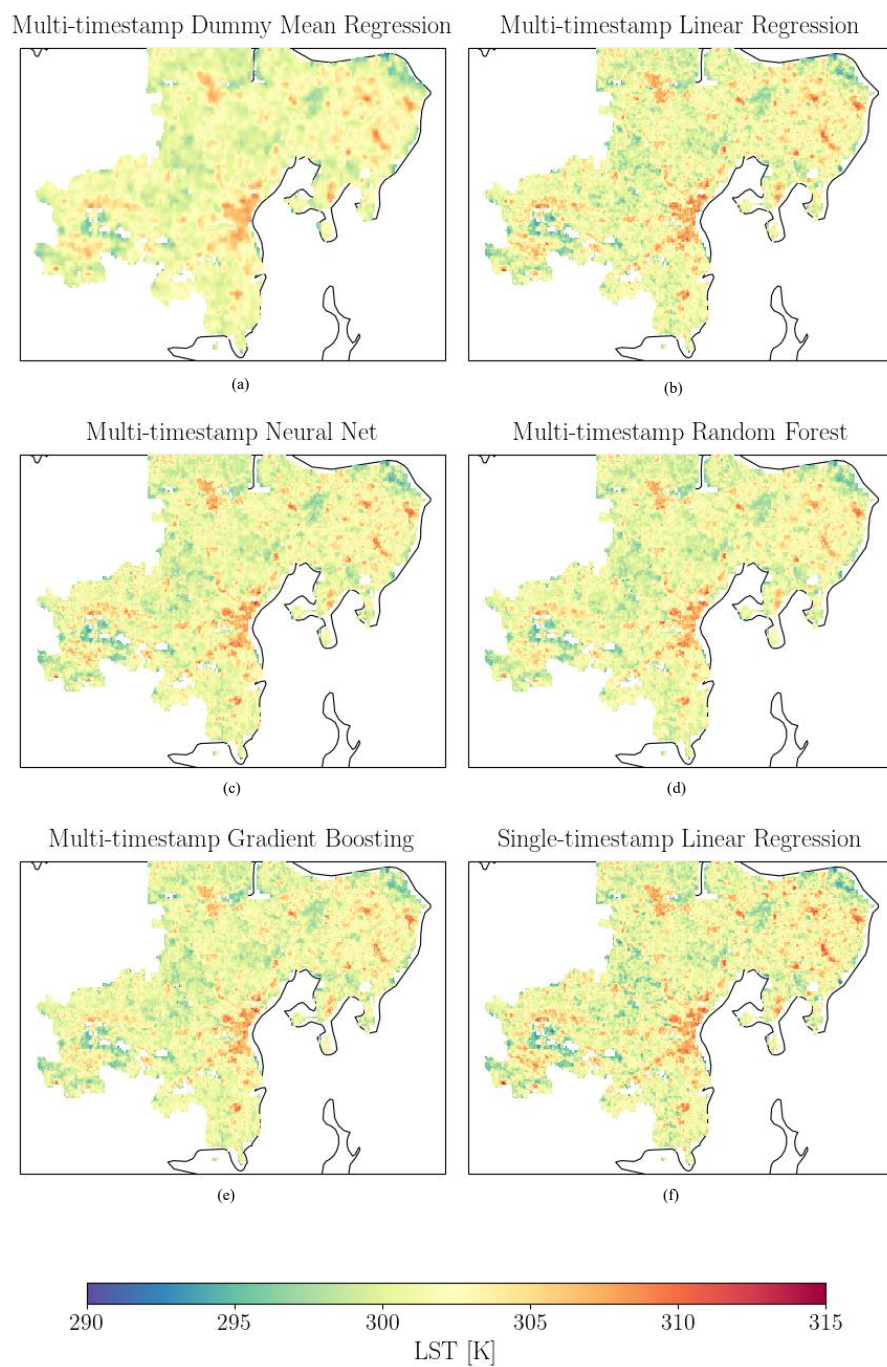 Multi-timestamp Dummy Mean Regression
Multi-timestamp Linear Regression
(a)
(b)
Multi-timestamp Neural Net
Multi-timestamp Random Forest
(c)
(d)
Multi-timestamp Gradient Boosting
Single-timestamp Linear Regression
(e)
(f)
290 295 300 305 310 315
LST [K]